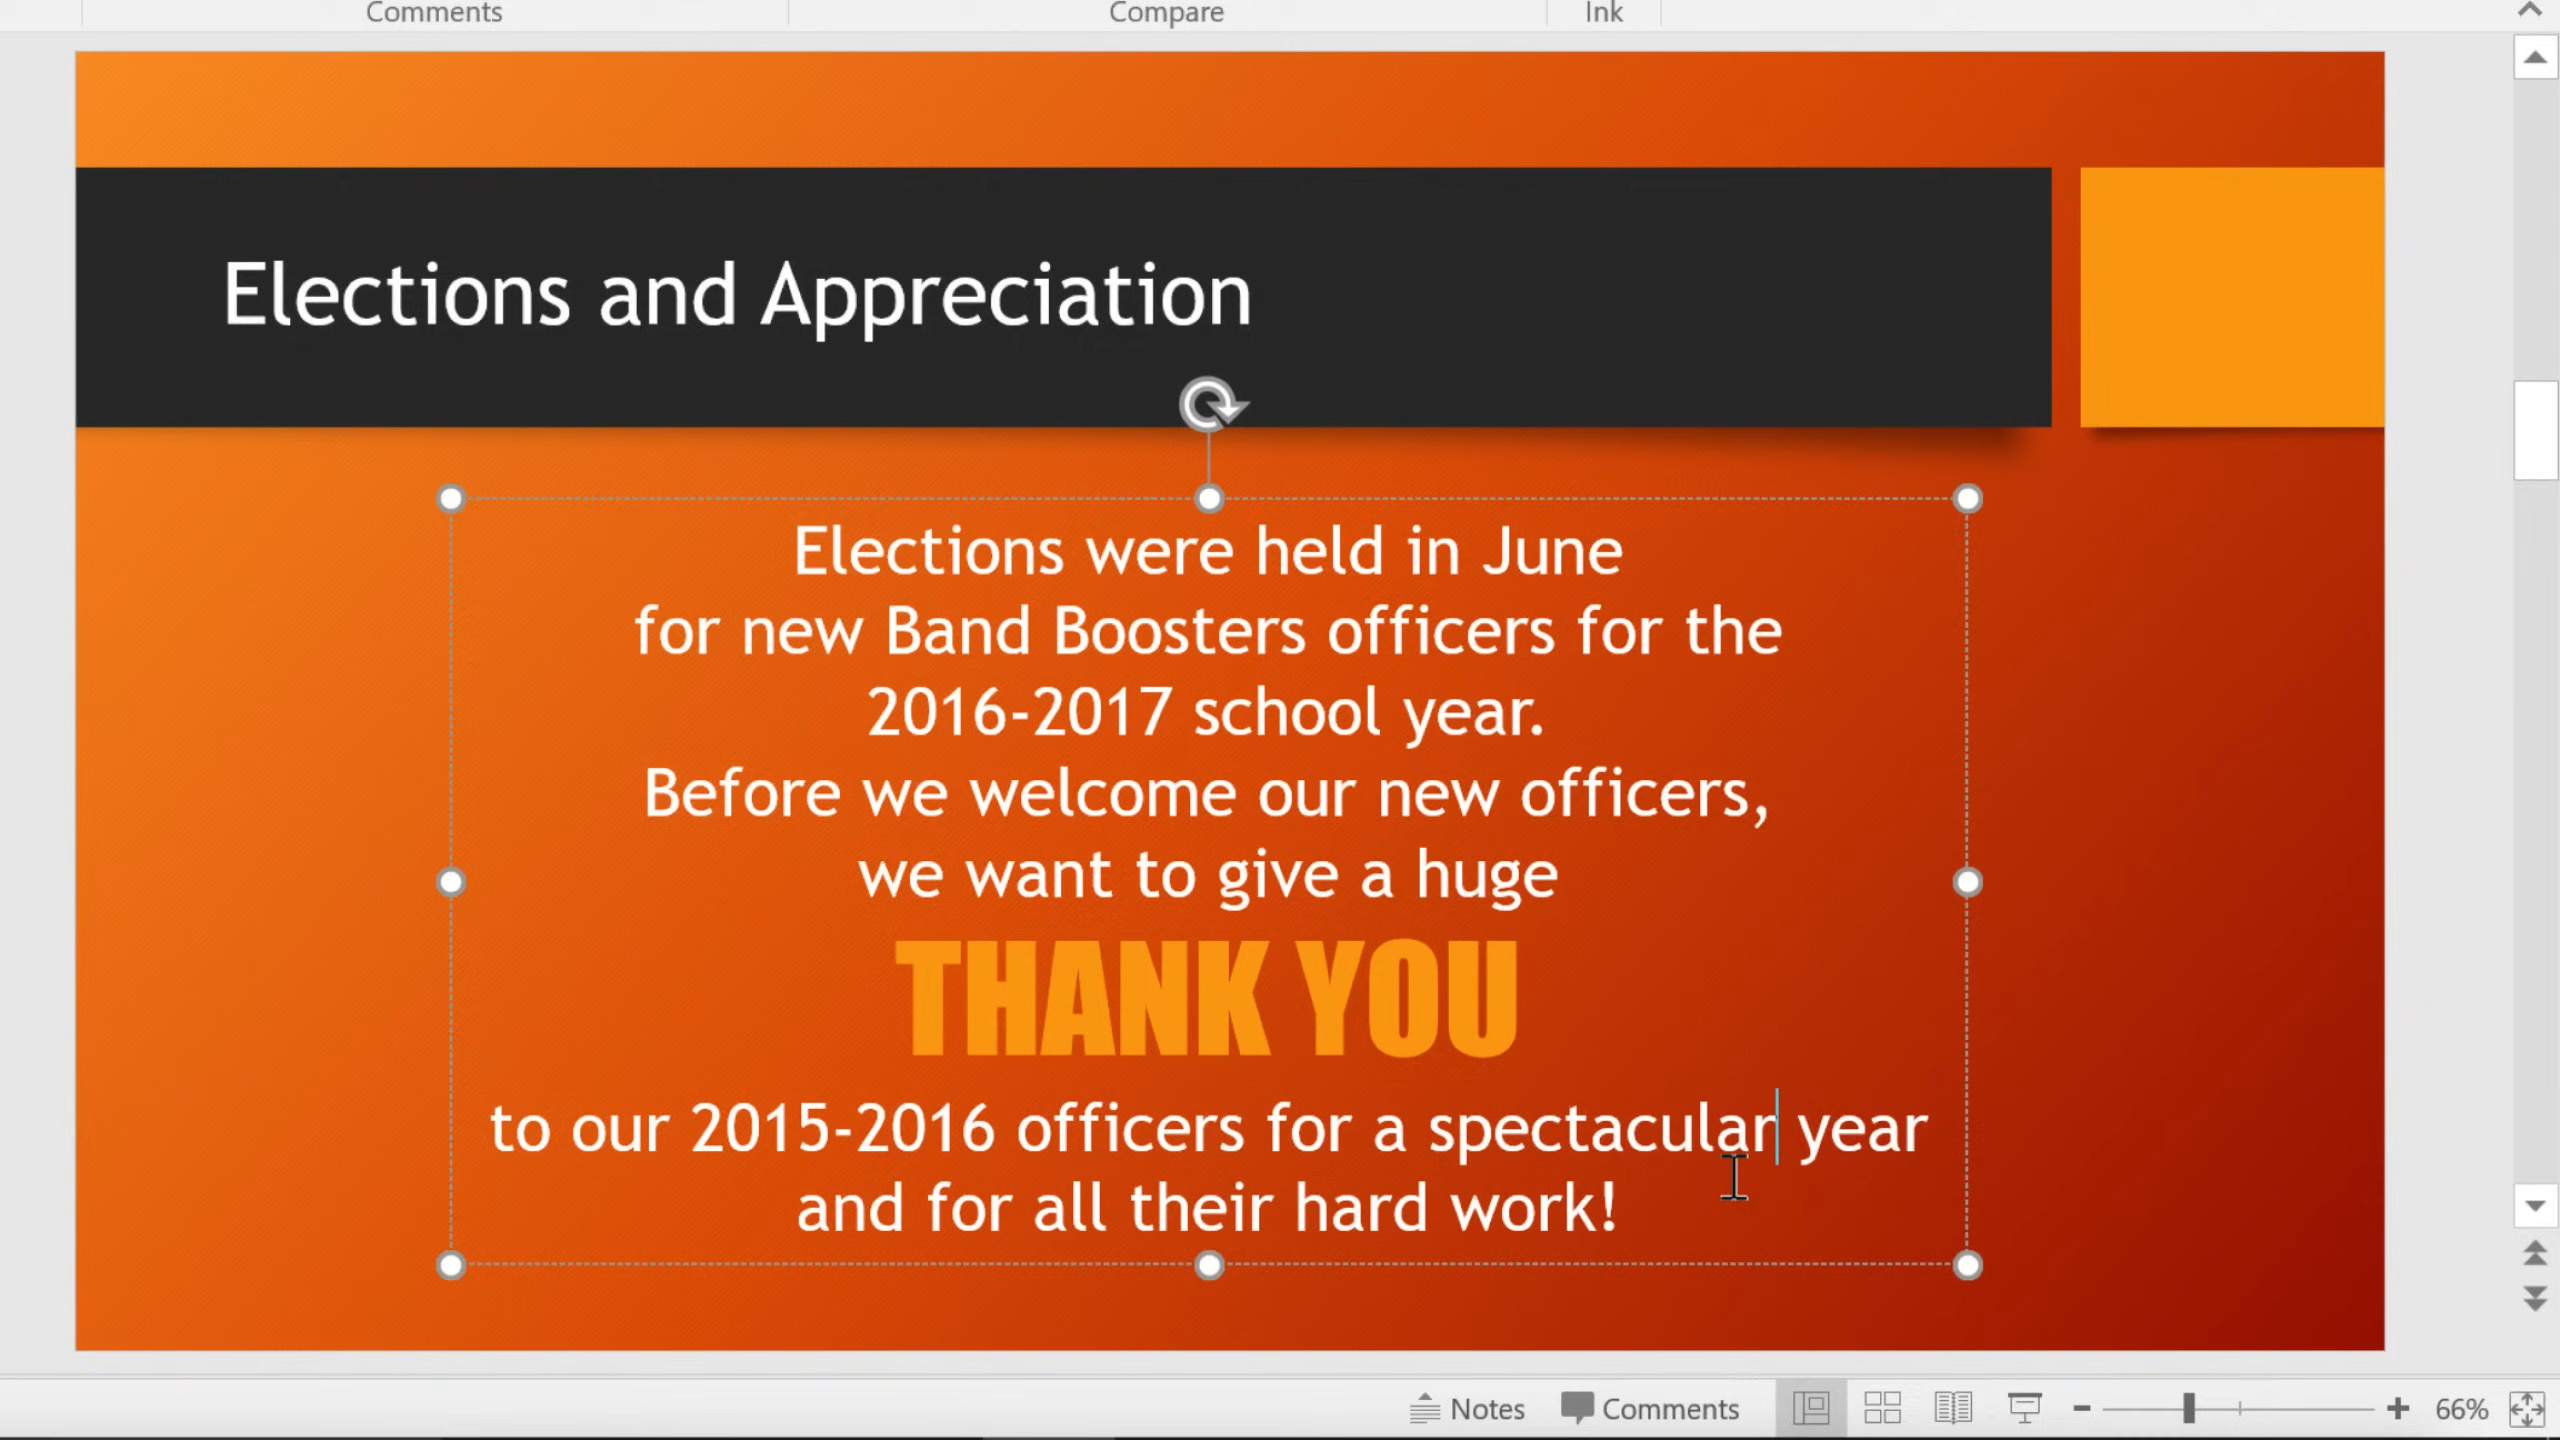 Comments Compare Ink
Elections and Appreciation
Elections were held in June
for new Band Boosters officers for the
2016-2017 school year.
Before we welcome our new officers,
we want to give a huge
THANK YOU
to our 2015-2016 officers for a spectacular year
and for all their hard work!
Notes Comments 66%